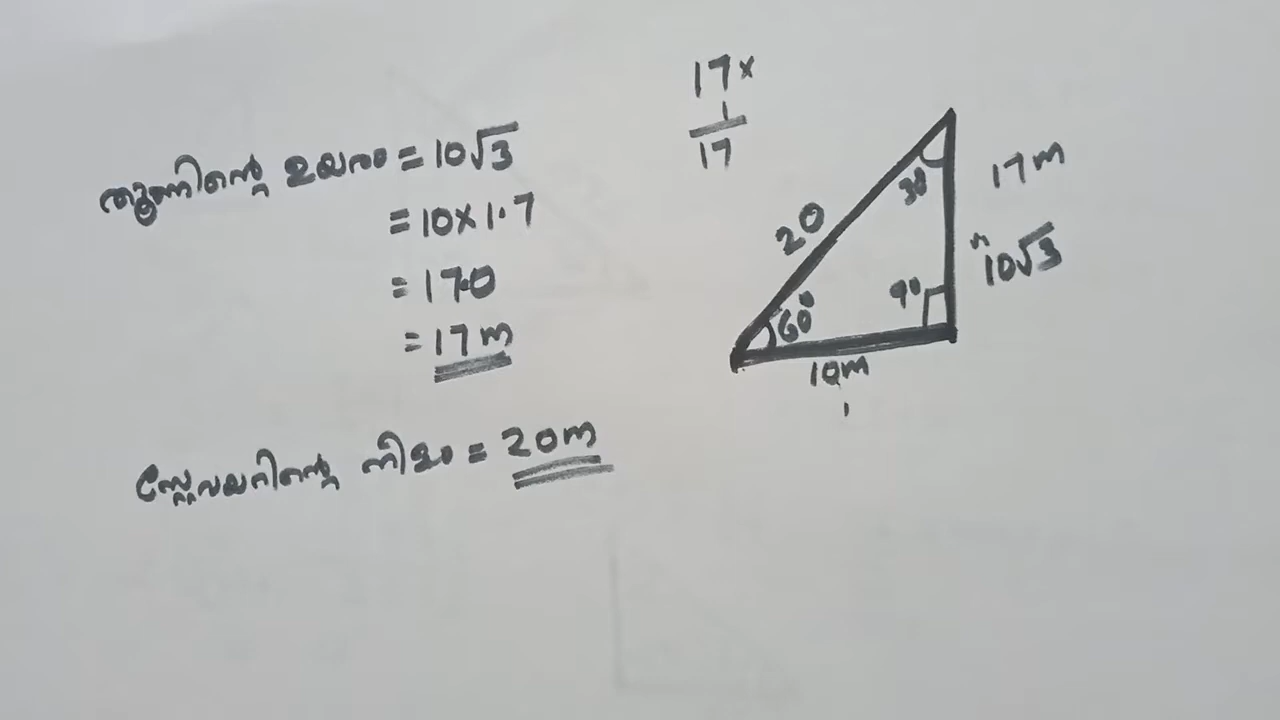 തൂണിന്റെ ഉയരം = 10√3
= 10 × 1.7
= 17.0
= 17 m
സ്റ്റേവയറിന്റെ നീളം = 20m
17 ×
1
17
30°
17m
20
10√3
60°
90
10m